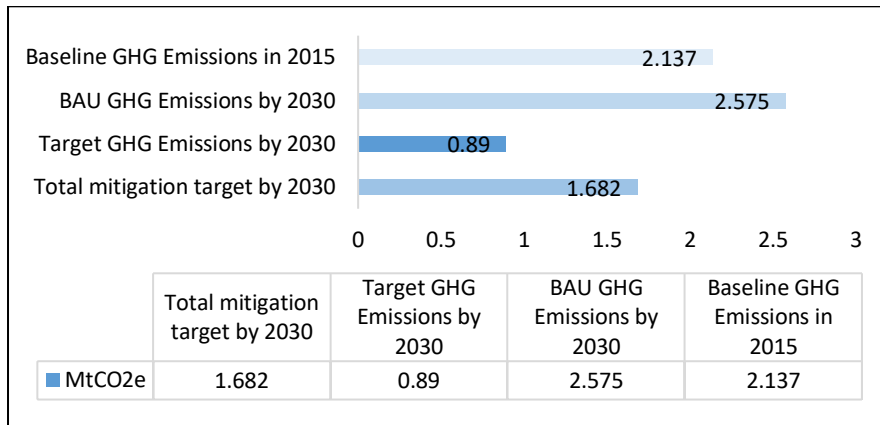 Baseline GHG Emissions in 2015
2.137
BAU GHG Emissions by 2030
2.575
Target GHG Emissions by 2030
0.89
Total mitigation target by 2030
1.682
0 0.5 1 1.5 2 2.5 3
Total mitigation
target by 2030
Target GHG
Emissions by
2030
BAU GHG
Emissions by
2030
Baseline GHG
Emissions in
2015
MtCO2e 1.682 0.89 2.575 2.137